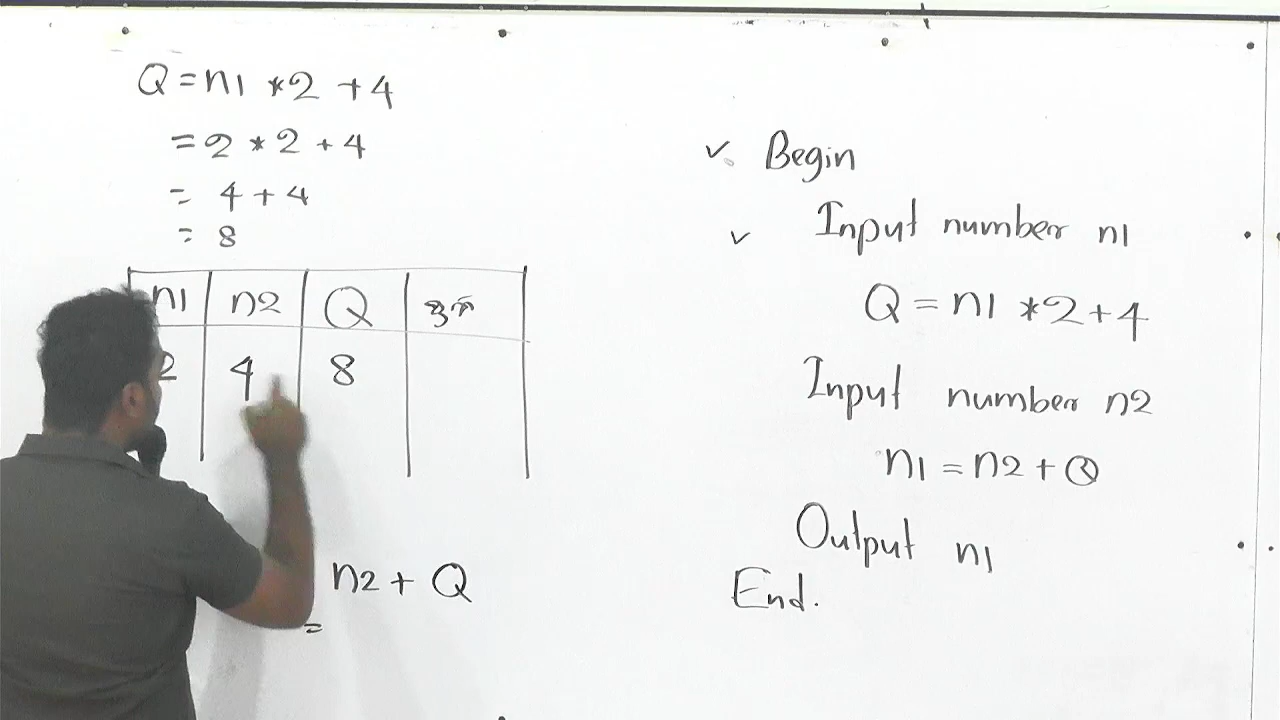 Q = n1 * 2 + 4
= 2 * 2 + 4
= 4 + 4
= 8
n1 n2 Q
2 4 8
n2 + Q
=
Begin
Input number n1
Q = n1 * 2 + 4
Input number n2
n1 = n2 + Q
Output n1
End.